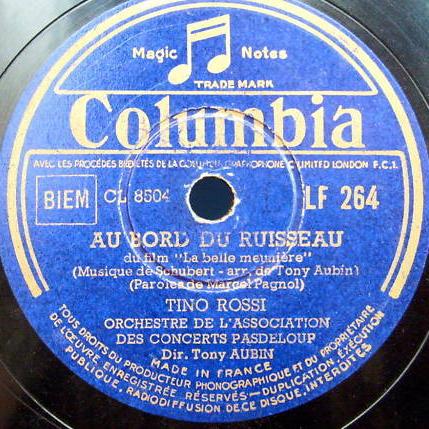 Magic Notes
TRADE MARK
Columbia
AVEC LES PROCÉDÉS BREVETÉS DE LA COLUMBIA GRAPHOPHONE C° LIMITED LONDON F.C.1.
BIEM CL 8504 LF 264
AU BORD DU RUISSEAU
du film "La belle meunière"
(Musique de Schubert - arr. de Tony Aubin)
(Paroles de Marcel Pagnol)
TINO ROSSI
ORCHESTRE DE L'ASSOCIATION
DES CONCERTS PASDELOUP
Dir. Tony AUBIN
MADE IN FRANCE
TOUS DROITS DU PRODUCTEUR PHONOGRAPHIQUE ET DU PROPRIÉTAIRE
DE L'ŒUVRE ENREGISTRÉE RÉSERVÉS—DUPLICATION, EXÉCUTION
PUBLIQUE, RADIODIFFUSION DE CE DISQUE, INTERDITES